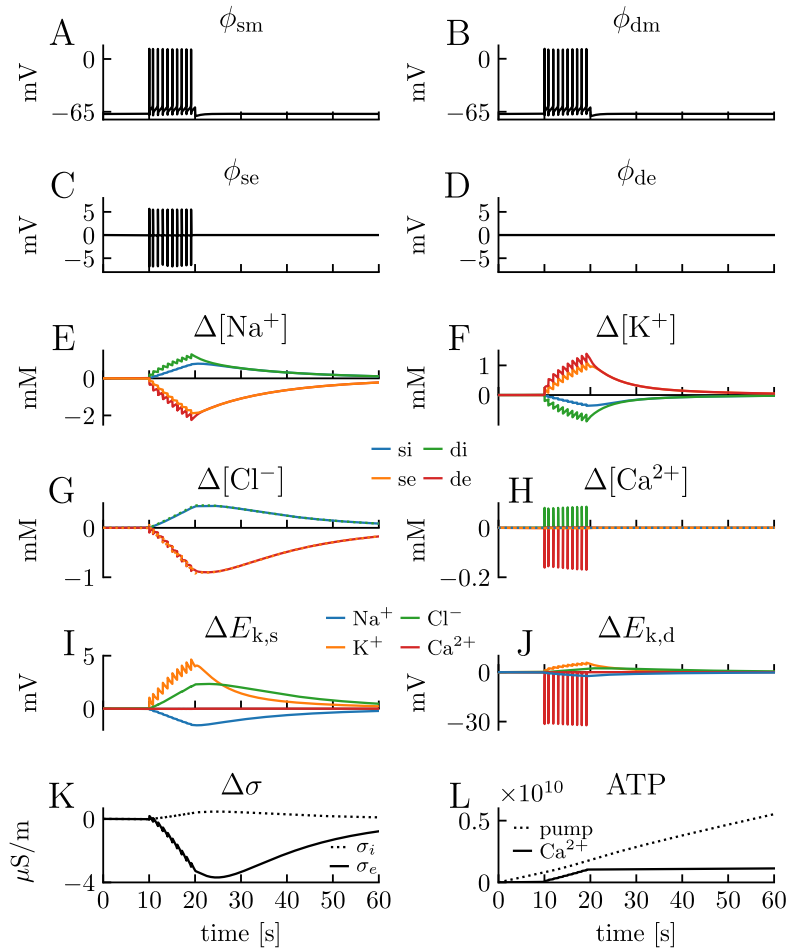 A ϕsm
B ϕdm
mV 0 −65
mV 0 −65
C ϕse
D ϕde
mV 5 0 −5
mV 5 0 −5
E Δ[Na+]
F Δ[K+]
mM 0 −2
mM 1 0
si di
se de
G Δ[Cl−]
H Δ[Ca2+]
mM 0 −1
mM 0 −0.2
Na+ Cl−
K+ Ca2+
I ΔEk,s
J ΔEk,d
mV 5 0
mV 0 −30
K Δσ
L ATP
×10^10
μS/m 0 −4
σi
σe
0.5 0
pump
Ca2+
0 10 20 30 40 50 60
0 10 20 30 40 50 60
time [s]
time [s]